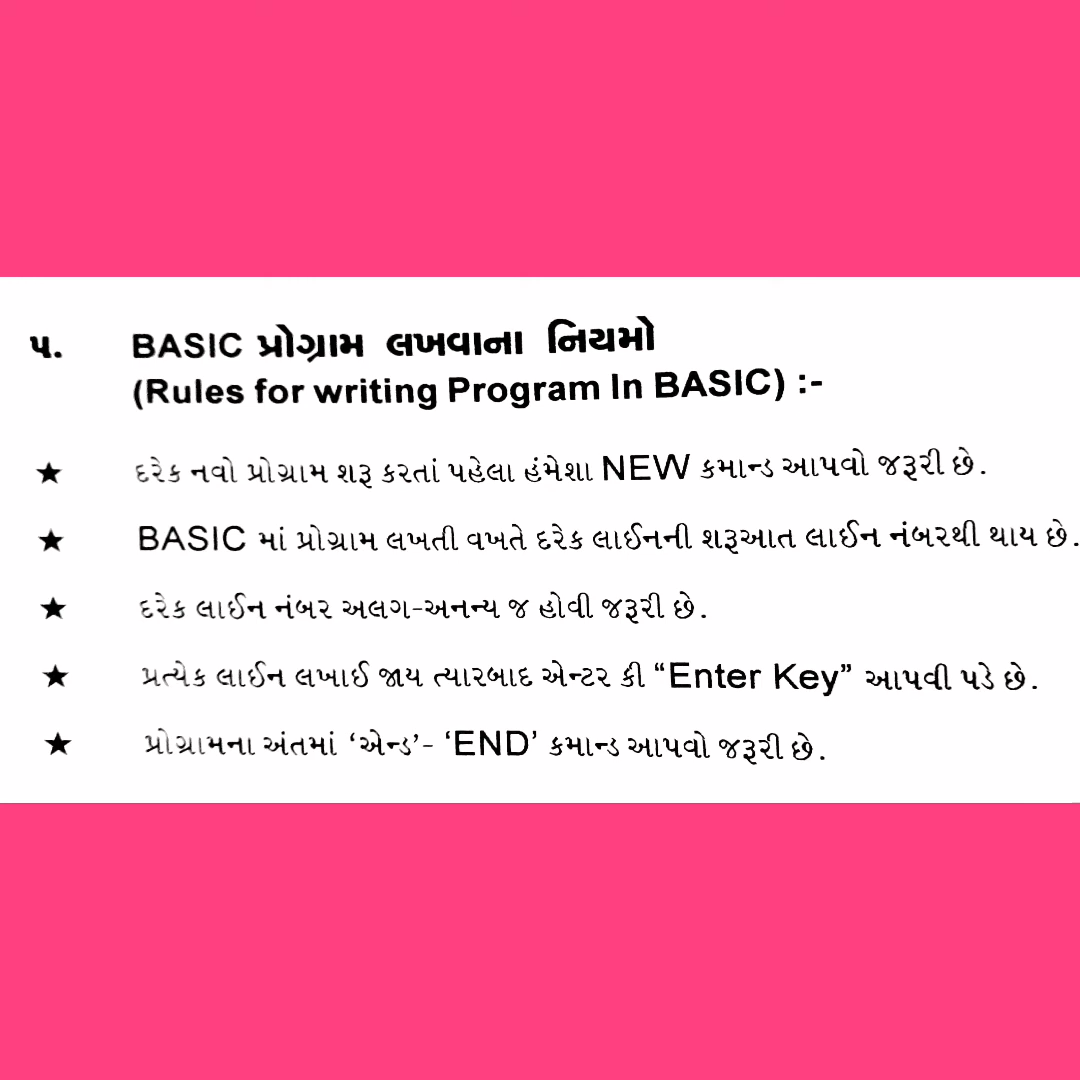 ૫. BASIC પ્રોગ્રામ લખવાના નિયમો
(Rules for writing Program In BASIC) :-
★ દરેક નવો પ્રોગ્રામ શરૂ કરતાં પહેલા હંમેશા NEW કમાન્ડ આપવો જરૂરી છે.
★ BASIC માં પ્રોગ્રામ લખતી વખતે દરેક લાઈનની શરૂઆત લાઈન નંબરથી થાય છે.
★ દરેક લાઈન નંબર અલગ-અનન્ય જ હોવી જરૂરી છે.
★ પ્રત્યેક લાઈન લખાઈ જાય ત્યારબાદ એન્ટર કી “Enter Key” આપવી પડે છે.
★ પ્રોગ્રામના અંતમાં ‘એન્ડ’- ‘END’ કમાન્ડ આપવો જરૂરી છે.